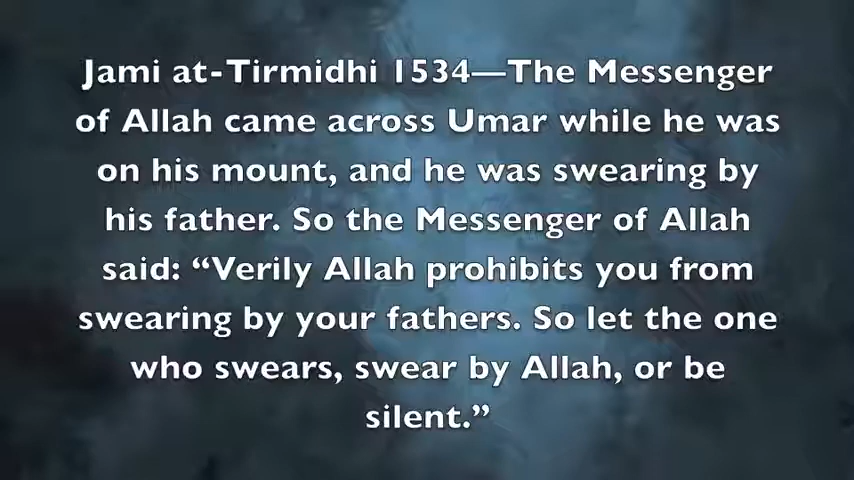 Jami at-Tirmidhi 1534—The Messenger
of Allah came across Umar while he was
on his mount, and he was swearing by
his father. So the Messenger of Allah
said: “Verily Allah prohibits you from
swearing by your fathers. So let the one
who swears, swear by Allah, or be
silent.”